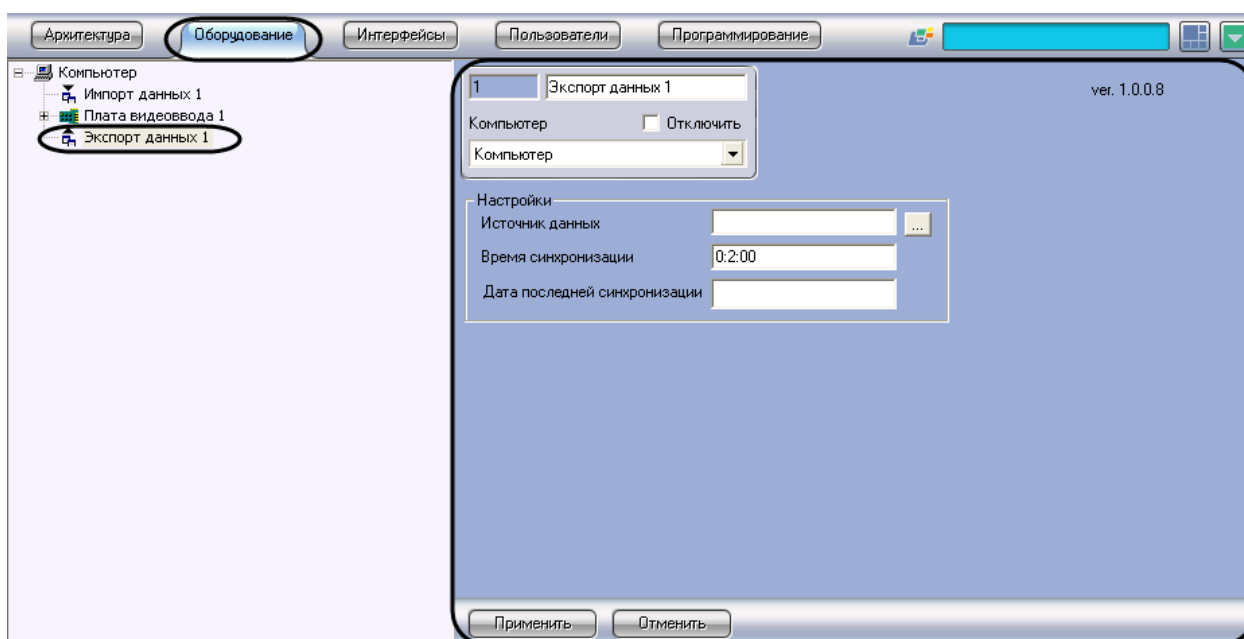 Архитектура Оборудование Интерфейсы Пользователи Программирование
Компьютер
Импорт данных 1
Плата видеоввода 1
Экспорт данных 1
1 Экспорт данных 1
ver. 1.0.0.8
Компьютер Отключить
Компьютер
Настройки
Источник данных ...
Время синхронизации 0:2:00
Дата последней синхронизации
Применить Отменить